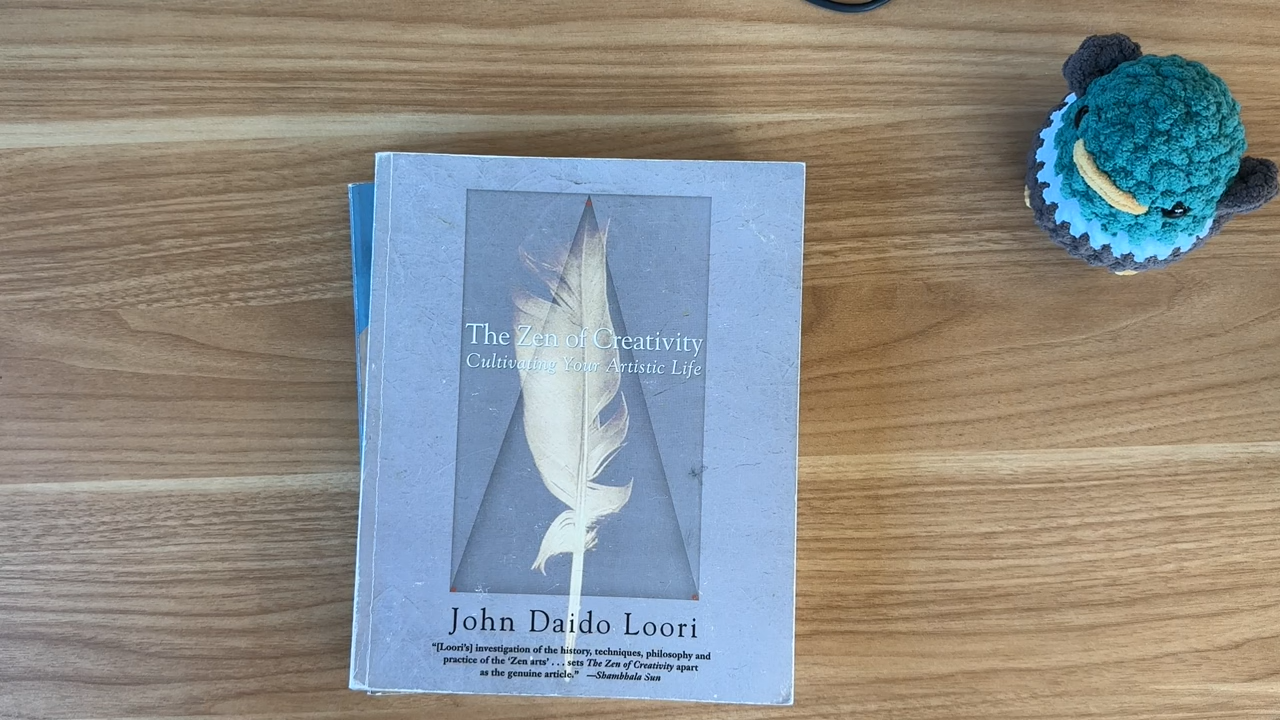 The Zen of Creativity
Cultivating Your Artistic Life
John Daido Loori
“[Loori's] investigation of the history, techniques, philosophy and
practice of the ‘Zen arts’ . . . sets The Zen of Creativity apart
as the genuine article.” —Shambhala Sun